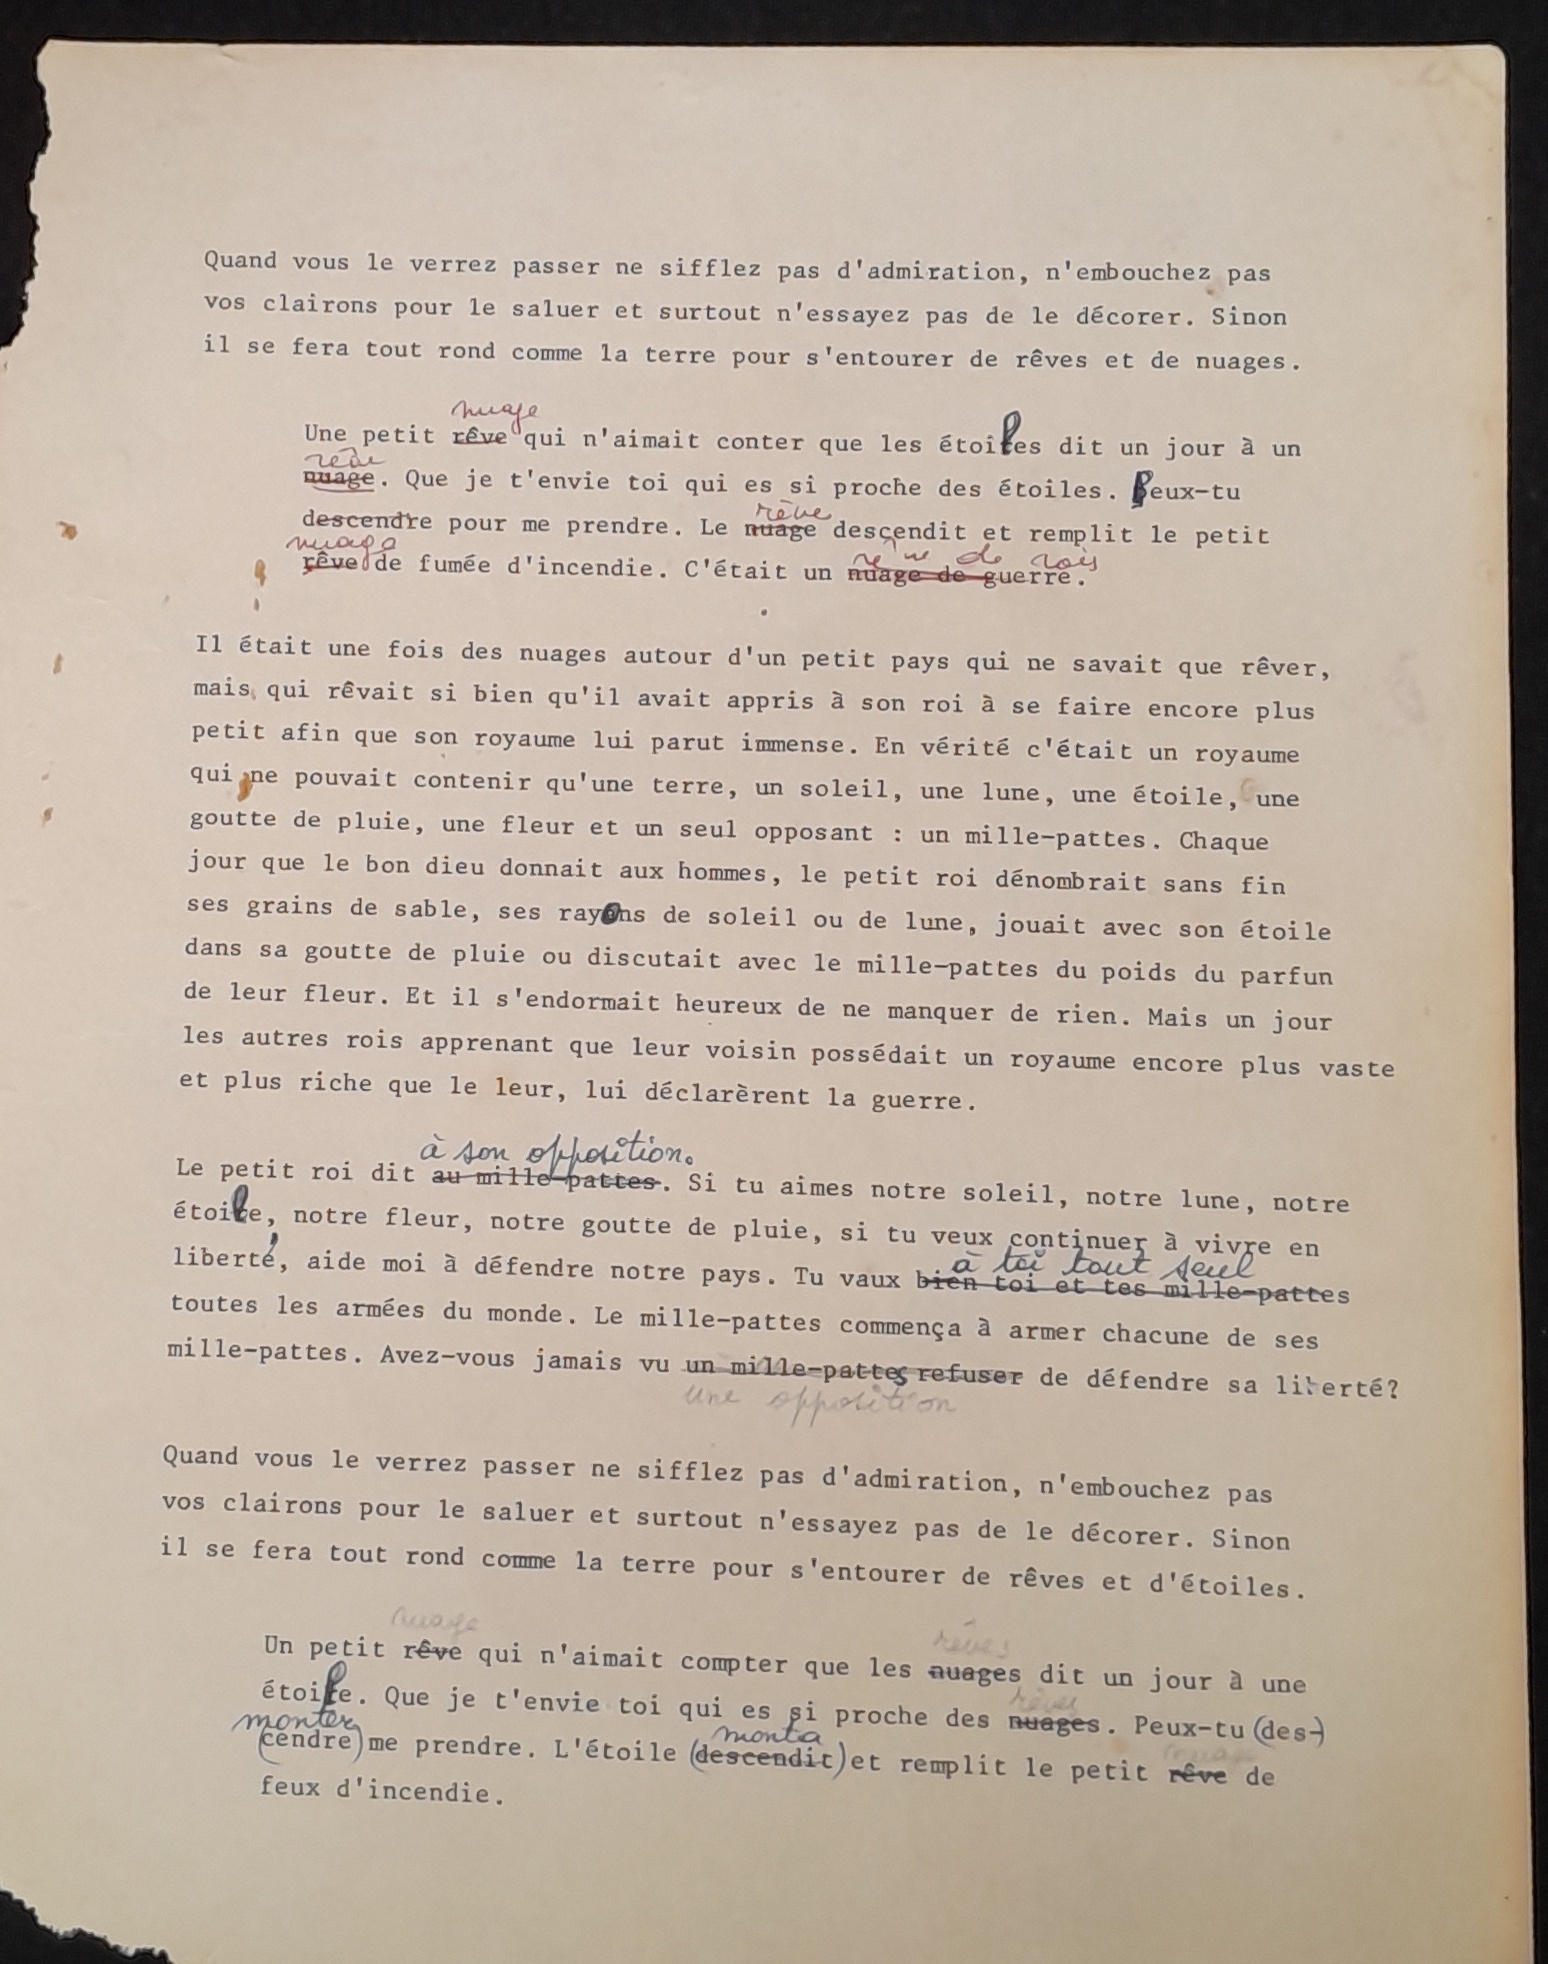 Quand vous le verrez passer ne sifflez pas d'admiration, n'embouchez pas
vos clairons pour le saluer et surtout n'essayez pas de le décorer. Sinon
il se fera tout rond comme la terre pour s'entourer de rêves et de nuages.
nuage
Une petit rêve qui n'aimait conter que les étoiles dit un jour à un
rêve
nuage. Que je t'envie toi qui es si proche des étoiles. Peux-tu
rêve
descendre pour me prendre. Le nuage descendit et remplit le petit
nuage rêve de rois
rêve de fumée d'incendie. C'était un nuage de guerre.
Il était une fois des nuages autour d'un petit pays qui ne savait que rêver,
mais qui rêvait si bien qu'il avait appris à son roi à se faire encore plus
petit afin que son royaume lui parut immense. En vérité c'était un royaume
qui ne pouvait contenir qu'une terre, un soleil, une lune, une étoile, une
goutte de pluie, une fleur et un seul opposant : un mille-pattes. Chaque
jour que le bon dieu donnait aux hommes, le petit roi dénombrait sans fin
ses grains de sable, ses rayons de soleil ou de lune, jouait avec son étoile
dans sa goutte de pluie ou discutait avec le mille-pattes du poids du parfun
de leur fleur. Et il s'endormait heureux de ne manquer de rien. Mais un jour
les autres rois apprenant que leur voisin possédait un royaume encore plus vaste
et plus riche que le leur, lui déclarèrent la guerre.
à son opposition.
Le petit roi dit au mille-pattes. Si tu aimes notre soleil, notre lune, notre
étoile, notre fleur, notre goutte de pluie, si tu veux continuer à vivre en
à toi tout seul
liberté, aide moi à défendre notre pays. Tu vaux bien toi et tes mille-pattes
toutes les armées du monde. Le mille-pattes commença à armer chacune de ses
mille-pattes. Avez-vous jamais vu un mille-pattes refuser de défendre sa liberté?
une opposition
Quand vous le verrez passer ne sifflez pas d'admiration, n'embouchez pas
vos clairons pour le saluer et surtout n'essayez pas de le décorer. Sinon
il se fera tout rond comme la terre pour s'entourer de rêves et d'étoiles.
nuage rêves
Un petit rêve qui n'aimait compter que les nuages dit un jour à une
rêves
étoile. Que je t'envie toi qui es si proche des nuages. Peux-tu (des-)
monter monta nuage
(cendre) me prendre. L'étoile (descendit) et remplit le petit rêve de
feux d'incendie.